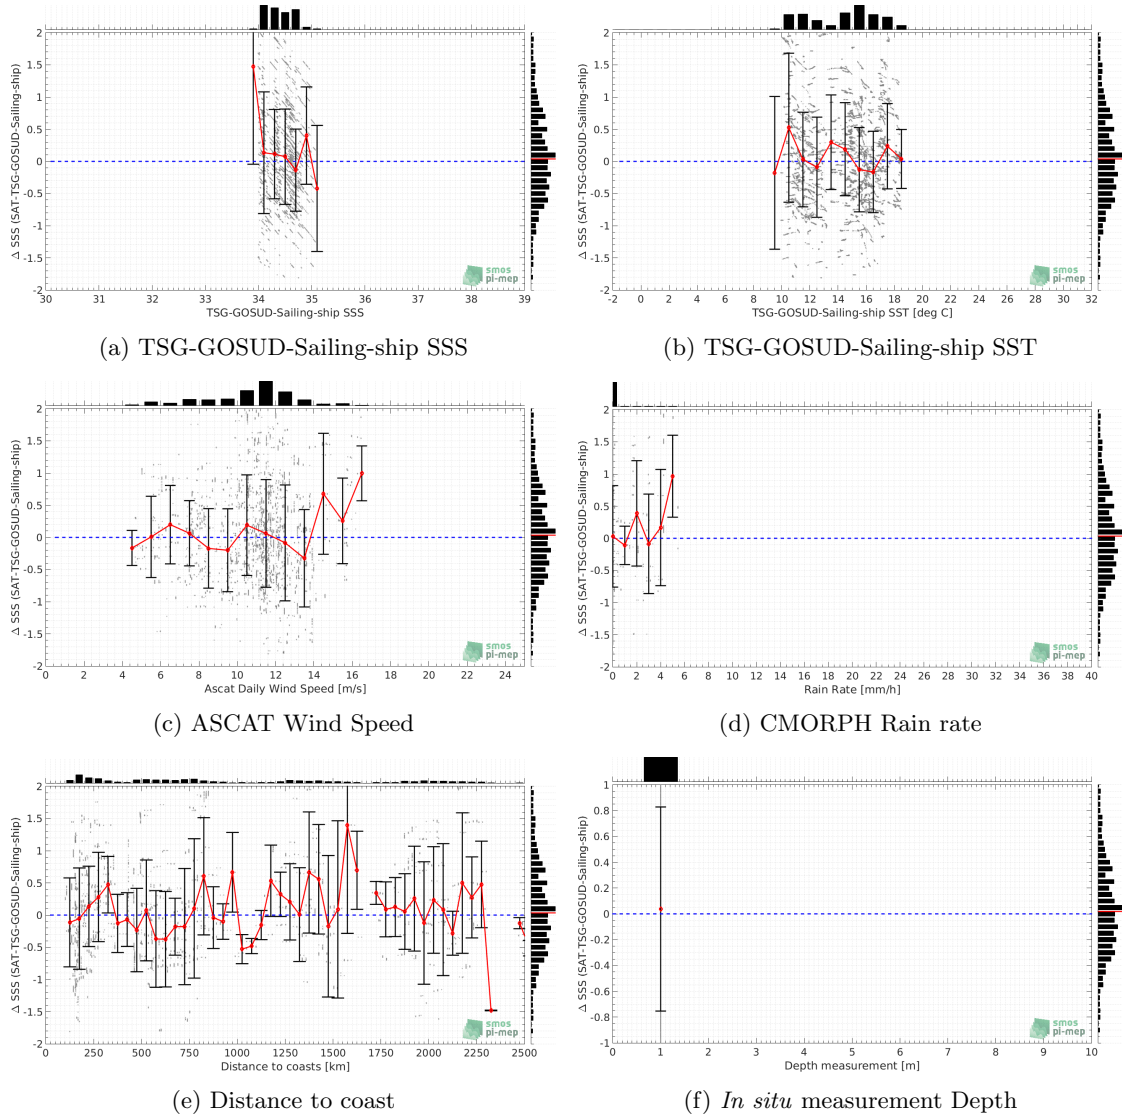 2
1.5
1
0.5
0
-0.5
-1
-1.5
-2
Δ SSS (SAT-TSG-GOSUD-Sailing-ship)
30 31 32 33 34 35 36 37 38 39
TSG-GOSUD-Sailing-ship SSS
smos
pi-mep
(a) TSG-GOSUD-Sailing-ship SSS
2
1.5
1
0.5
0
-0.5
-1
-1.5
-2
Δ SSS (SAT-TSG-GOSUD-Sailing-ship)
-2 0 2 4 6 8 10 12 14 16 18 20 22 24 26 28 30 32
TSG-GOSUD-Sailing-ship SST [deg C]
smos
pi-mep
(b) TSG-GOSUD-Sailing-ship SST
2
1.5
1
0.5
0
-0.5
-1
-1.5
-2
Δ SSS (SAT-TSG-GOSUD-Sailing-ship)
0 2 4 6 8 10 12 14 16 18 20 22 24
Ascat Daily Wind Speed [m/s]
smos
pi-mep
(c) ASCAT Wind Speed
2
1.5
1
0.5
0
-0.5
-1
-1.5
-2
Δ SSS (SAT-TSG-GOSUD-Sailing-ship)
0 2 4 6 8 10 12 14 16 18 20 22 24 26 28 30 32 34 36 38 40
Rain Rate [mm/h]
smos
pi-mep
(d) CMORPH Rain rate
2
1.5
1
0.5
0
-0.5
-1
-1.5
-2
Δ SSS (SAT-TSG-GOSUD-Sailing-ship)
0 250 500 750 1000 1250 1500 1750 2000 2250 2500
Distance to coasts [km]
smos
pi-mep
(e) Distance to coast
1
0.8
0.6
0.4
0.2
0
-0.2
-0.4
-0.6
-0.8
-1
Δ SSS (SAT-TSG-GOSUD-Sailing-ship)
0 1 2 3 4 5 6 7 8 9 10
Depth measurement [m]
smos
pi-mep
(f) In situ measurement Depth